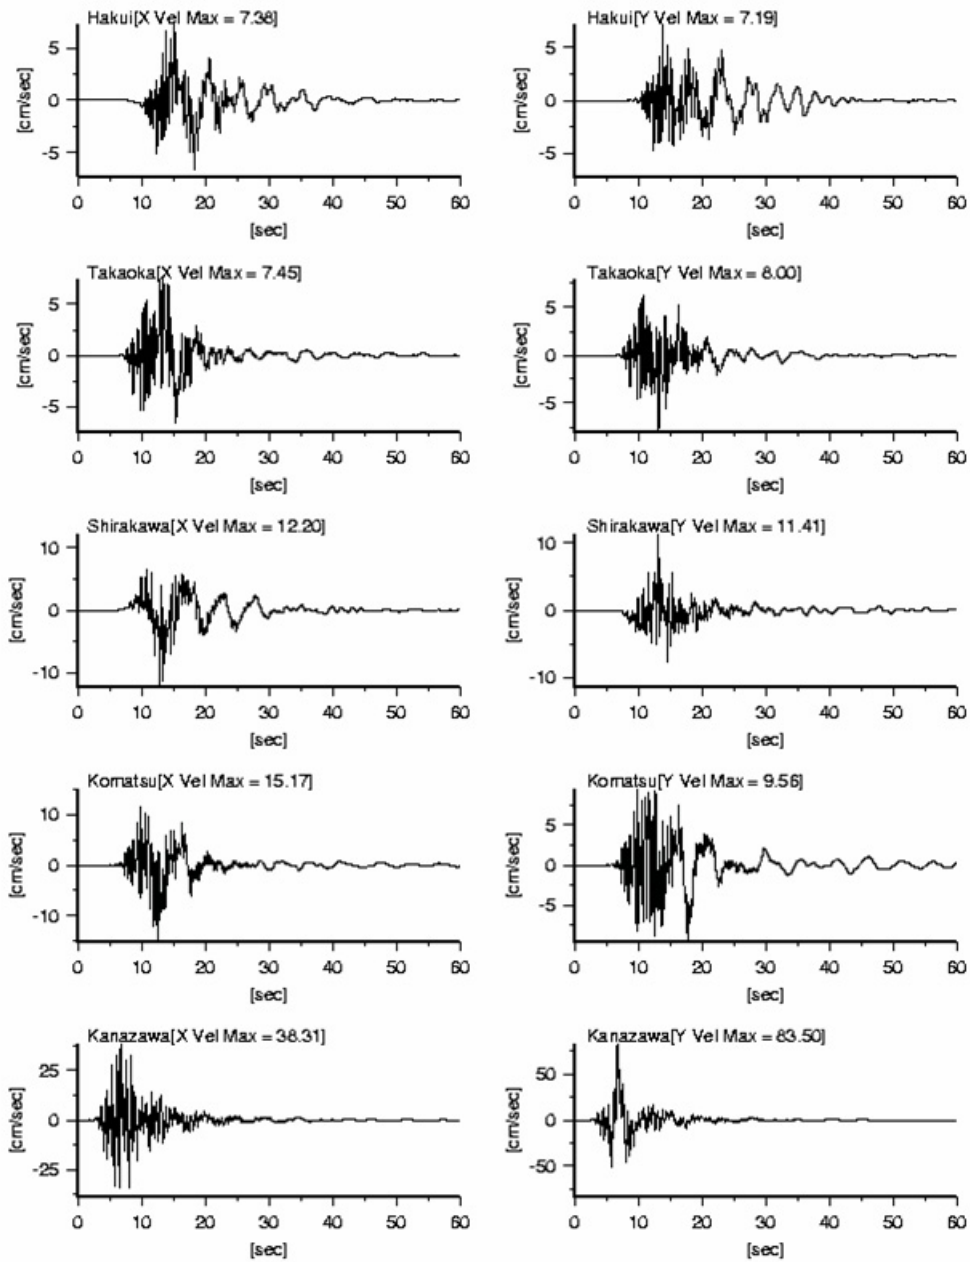 Hakui[X Vel Max = 7.38]
5
0
-5
[cm/sec]
0 10 20 30 40 50 60
[sec]
Hakui[Y Vel Max = 7.19]
5
0
-5
[cm/sec]
0 10 20 30 40 50 60
[sec]
Takaoka[X Vel Max = 7.45]
5
0
-5
[cm/sec]
0 10 20 30 40 50 60
[sec]
Takaoka[Y Vel Max = 8.00]
5
0
-5
[cm/sec]
0 10 20 30 40 50 60
[sec]
Shirakawa[X Vel Max = 12.20]
10
0
-10
[cm/sec]
0 10 20 30 40 50 60
[sec]
Shirakawa[Y Vel Max = 11.41]
10
0
-10
[cm/sec]
0 10 20 30 40 50 60
[sec]
Komatsu[X Vel Max = 15.17]
10
0
-10
[cm/sec]
0 10 20 30 40 50 60
[sec]
Komatsu[Y Vel Max = 9.56]
5
0
-5
[cm/sec]
0 10 20 30 40 50 60
[sec]
Kanazawa[X Vel Max = 38.31]
25
0
-25
[cm/sec]
0 10 20 30 40 50 60
[sec]
Kanazawa[Y Vel Max = 83.50]
50
0
-50
[cm/sec]
0 10 20 30 40 50 60
[sec]